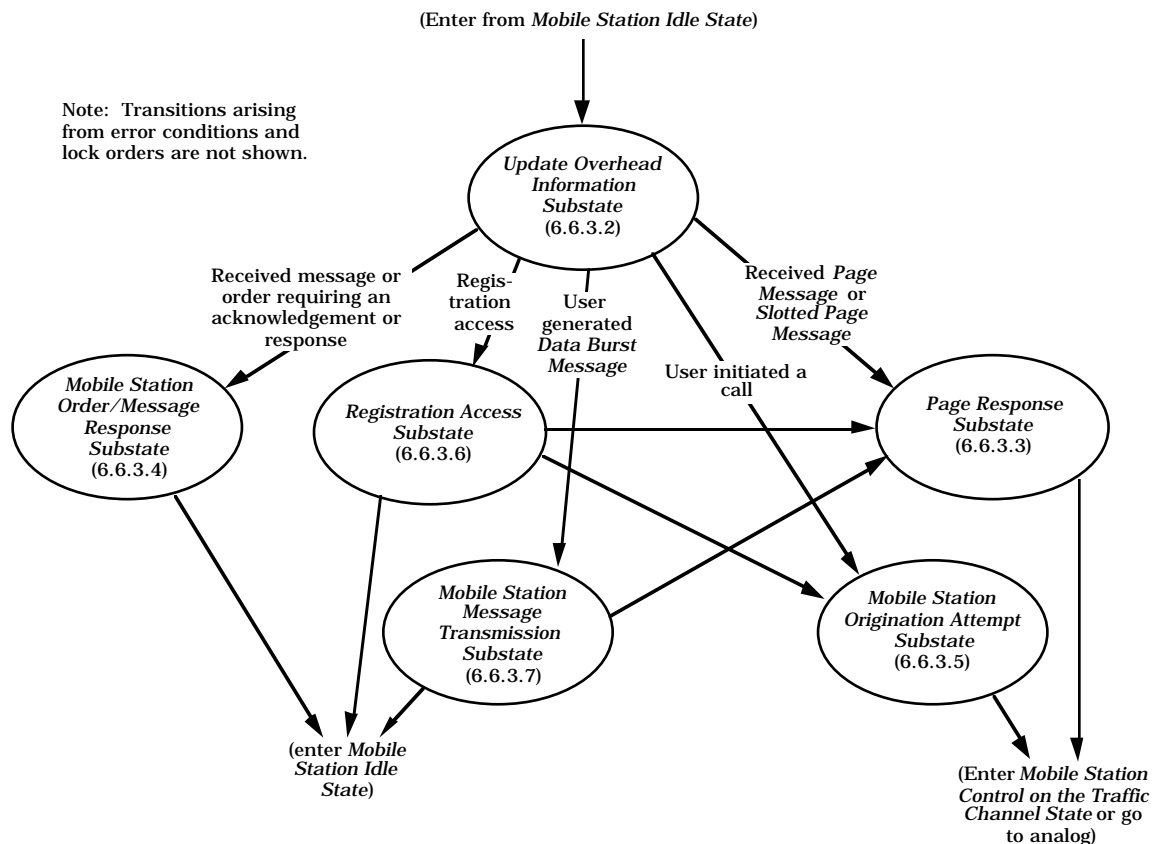 (Enter from Mobile Station Idle State)
Note: Transitions arising
from error conditions and
lock orders are not shown.
Update Overhead
Information
Substate
(6.6.3.2)
Received message or
order requiring an
acknowledgement or
response
Regis-
tration
access
User
generated
Data Burst
Message
User initiated a
call
Received Page
Message or
Slotted Page
Message
Mobile Station
Order/Message
Response
Substate
(6.6.3.4)
Registration Access
Substate
(6.6.3.6)
Page Response
Substate
(6.6.3.3)
Mobile Station
Message
Transmission
Substate
(6.6.3.7)
Mobile Station
Origination Attempt
Substate
(6.6.3.5)
(enter Mobile
Station Idle
State)
(Enter Mobile Station
Control on the Traffic
Channel State or go
to analog)